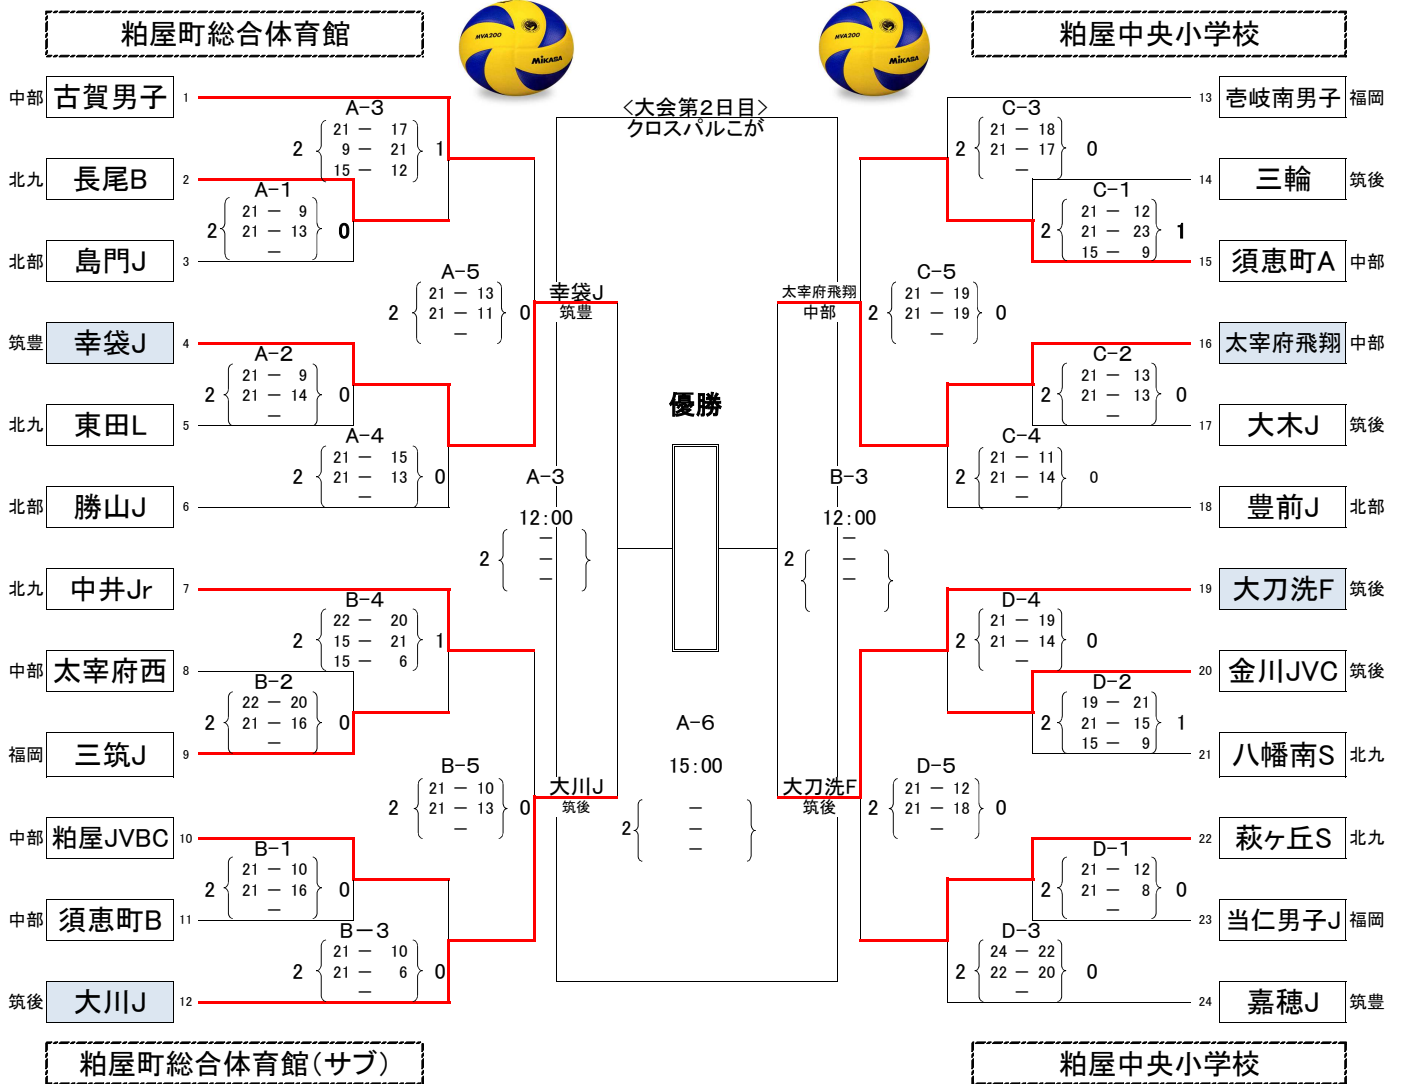 粕屋町総合体育館
粕屋中央小学校
MVA200
MIKASA
MVA200
MIKASA
<大会第2日目>
クロスパルこが
中部 古賀男子 1
A-3
21 - 17
2 9 - 21 1
15 - 12
北九 長尾B 2
A-1
21 - 9
2 21 - 13 0
-
北部 島門J 3
A-5
21 - 13
2 21 - 11 0
-
幸袋J
筑豊
筑豊 幸袋J 4
A-2
21 - 9
2 21 - 14 0
-
北九 東田L 5
A-4
21 - 15
2 21 - 13 0
-
北部 勝山J 6
A-3
12:00
-
2 -
-
北九 中井Jr 7
B-4
22 - 20
2 15 - 21 1
15 - 6
中部 太宰府西 8
B-2
22 - 20
2 21 - 16 0
-
福岡 三筑J 9
B-5
21 - 10
2 21 - 13 0
-
大川J
筑後
中部 粕屋JVBC 10
B-1
21 - 10
2 21 - 16 0
-
中部 須恵町B 11
B-3
21 - 10
2 21 - 6 0
-
筑後 大川J 12
優勝
A-6
15:00
-
2 -
-
13 壱岐南男子 福岡
C-3
21 - 18
2 21 - 17 0
-
14 三輪 筑後
C-1
21 - 12
2 21 - 23 1
15 - 9
15 須恵町A 中部
太宰府飛翔
中部
C-5
21 - 19
2 21 - 19 0
-
16 太宰府飛翔 中部
C-2
21 - 13
2 21 - 13 0
-
17 大木J 筑後
C-4
21 - 11
2 21 - 14 0
-
18 豊前J 北部
B-3
12:00
-
2 -
-
19 大刀洗F 筑後
D-4
21 - 19
2 21 - 14 0
-
20 金川JVC 筑後
D-2
19 - 21
2 21 - 15 1
15 - 9
21 八幡南S 北九
大刀洗F
筑後
D-5
21 - 12
2 21 - 18 0
-
22 萩ヶ丘S 北九
D-1
21 - 12
2 21 - 8 0
-
23 当仁男子J 福岡
D-3
24 - 22
2 22 - 20 0
-
24 嘉穂J 筑豊
粕屋町総合体育館(サブ)
粕屋中央小学校